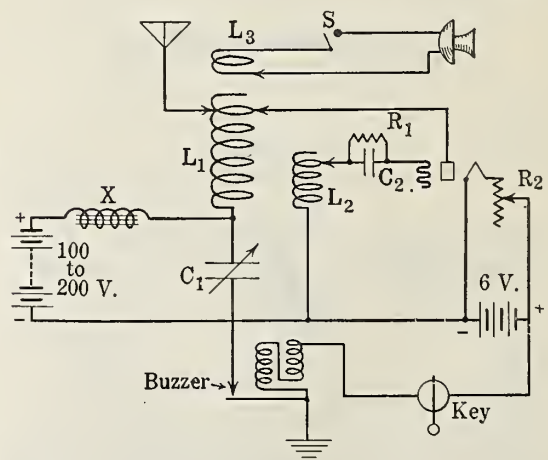 L3
S
R1
L1
X
C2.
R2
L2
+
100
to
200 V.
C1
6 V.
-
-
+
Buzzer
Key